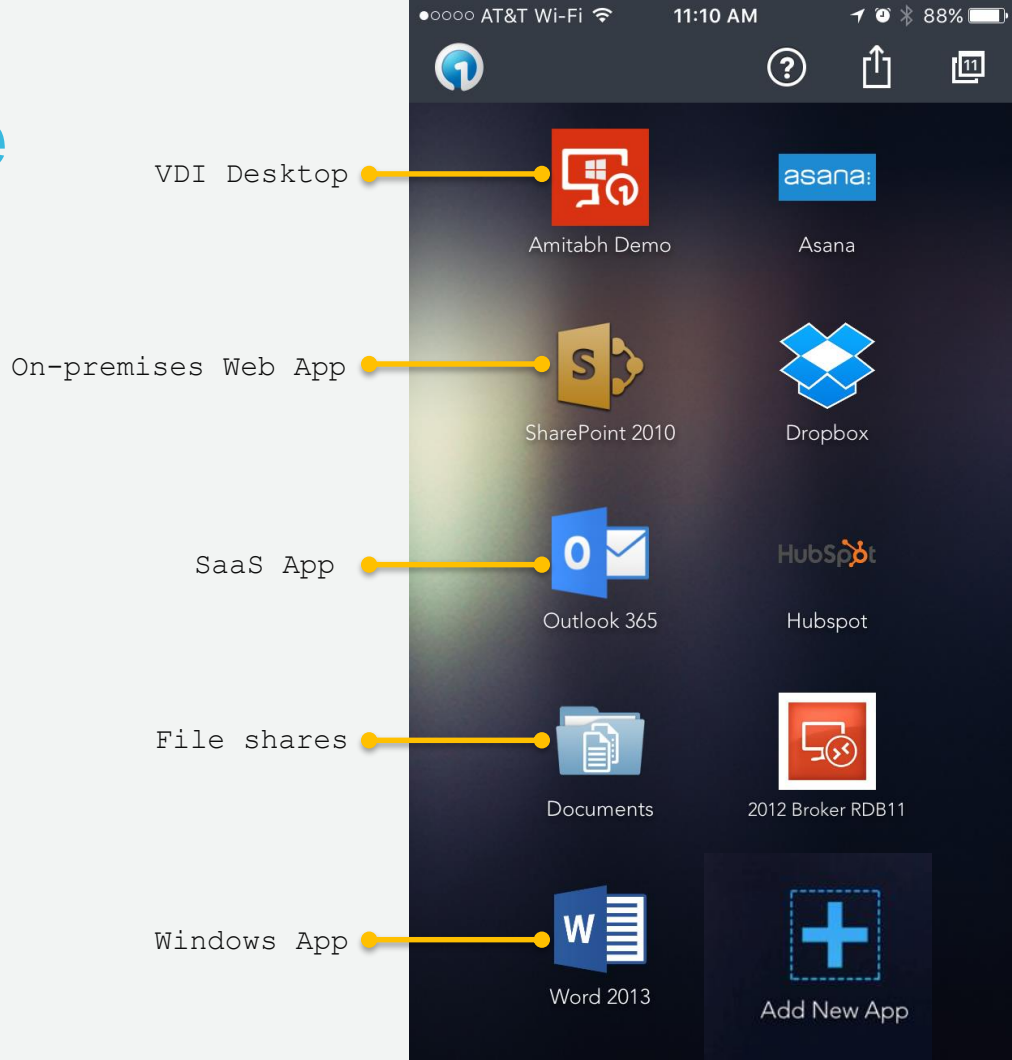 AT&T Wi-Fi 11:10 AM 88%
11
e
VDI Desktop
asana:
Amitabh Demo Asana
On-premises Web App
S
SharePoint 2010 Dropbox
SaaS App
O
HubSpot
Outlook 365 Hubspot
File shares
Documents 2012 Broker RDB11
Windows App
W
Word 2013 Add New App